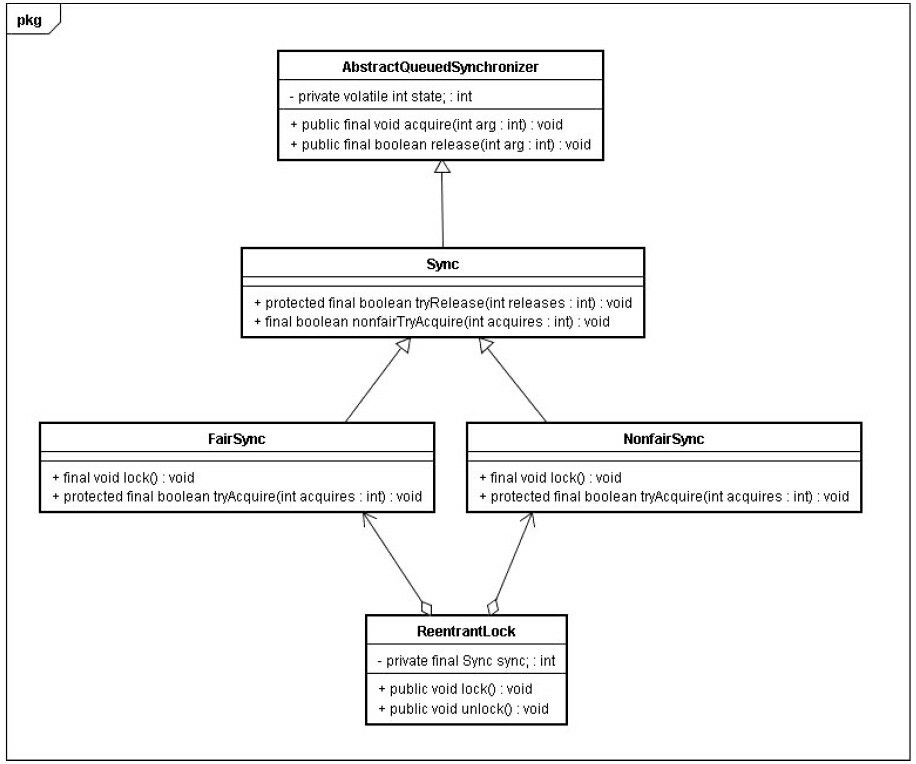 pkg
AbstractQueuedSynchronizer
- private volatile int state; : int
+ public final void acquire(int arg : int) : void
+ public final boolean release(int arg : int) : void
Sync
+ protected final boolean tryRelease(int releases : int) : void
+ final boolean nonfairTryAcquire(int acquires : int) : void
FairSync
+ final void lock() : void
+ protected final boolean tryAcquire(int acquires : int) : void
NonfairSync
+ final void lock() : void
+ protected final boolean tryAcquire(int acquires : int) : void
ReentrantLock
- private final Sync sync; : int
+ public void lock() : void
+ public void unlock() : void